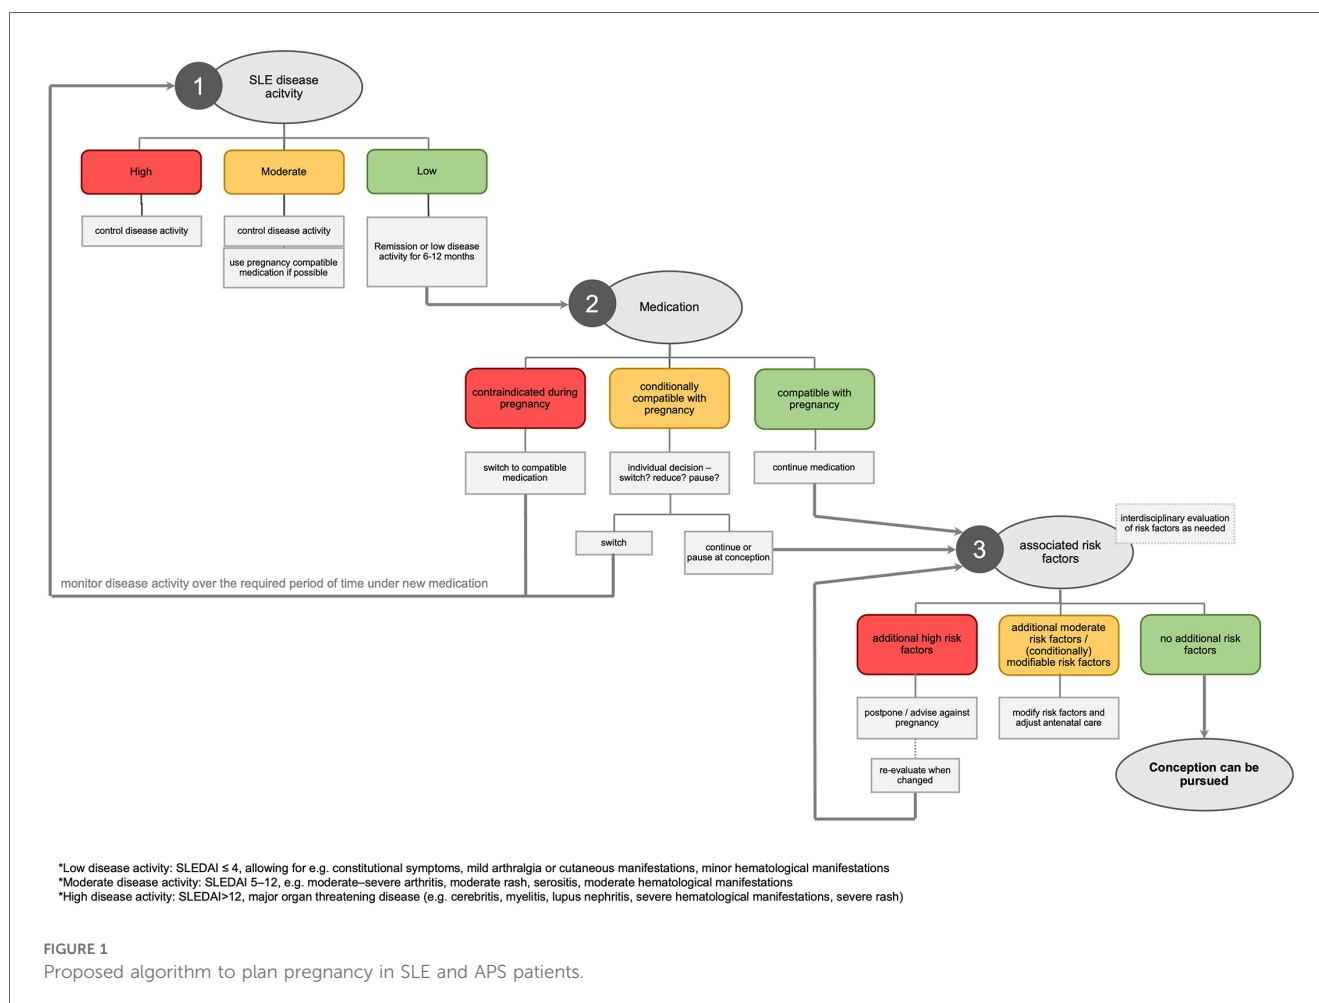 1
SLE disease
acitvity
High
Moderate
Low
control disease activity
control disease activity
use pregnancy compatible
medication if possible
Remission or low disease
activity for 6-12 months
2
Medication
contraindicated during
pregnancy
conditionally
compatible with
pregnancy
compatible with
pregnancy
switch to compatible
medication
individual decision –
switch? reduce? pause?
continue medication
switch
continue or
pause at conception
monitor disease activity over the required period of time under new medication
3
associated risk
factors
interdisciplinary evaluation
of risk factors as needed
additional high risk
factors
additional moderate
risk factors /
(conditionally)
modifiable risk factors
no additional risk
factors
postpone / advise against
pregnancy
modify risk factors and
adjust antenatal care
re-evaluate when
changed
Conception can be
pursued
*Low disease activity: SLEDAI ≤ 4, allowing for e.g. constitutional symptoms, mild arthralgia or cutaneous manifestations, minor hematological manifestations
*Moderate disease activity: SLEDAI 5–12, e.g. moderate–severe arthritis, moderate rash, serositis, moderate hematological manifestations
*High disease activity: SLEDAI>12, major organ threatening disease (e.g. cerebritis, myelitis, lupus nephritis, severe hematological manifestations, severe rash)
FIGURE 1
Proposed algorithm to plan pregnancy in SLE and APS patients.